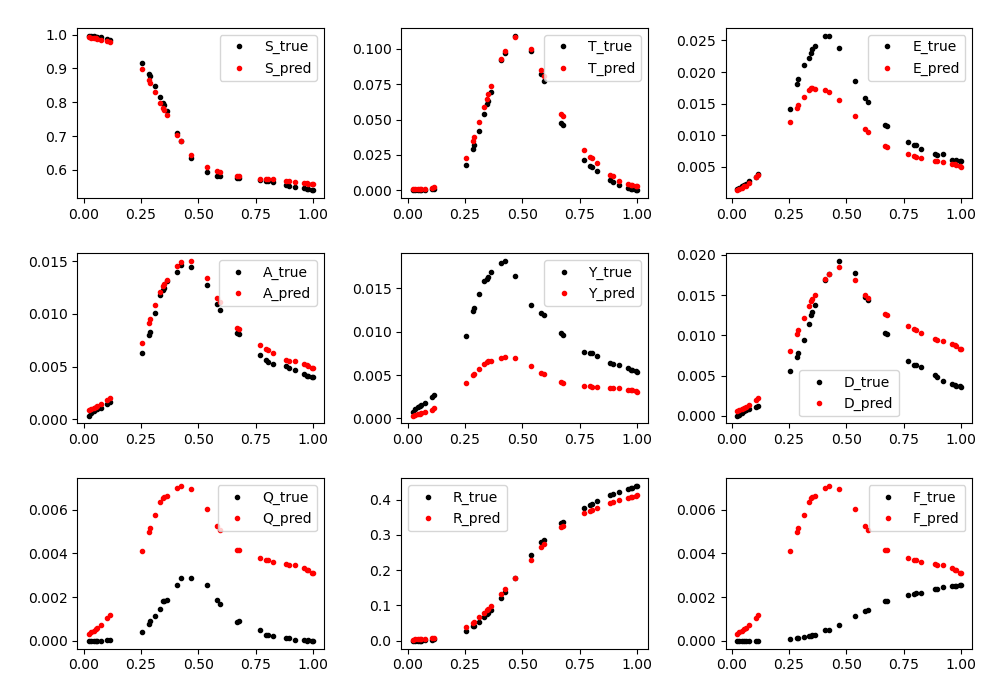 1.0
0.9
0.8
0.7
0.6
S_true
S_pred
0.00 0.25 0.50 0.75 1.00
0.100
0.075
0.050
0.025
0.000
T_true
T_pred
0.00 0.25 0.50 0.75 1.00
0.025
0.020
0.015
0.010
0.005
E_true
E_pred
0.00 0.25 0.50 0.75 1.00
0.015
0.010
0.005
0.000
A_true
A_pred
0.00 0.25 0.50 0.75 1.00
0.015
0.010
0.005
0.000
Y_true
Y_pred
0.00 0.25 0.50 0.75 1.00
0.020
0.015
0.010
0.005
0.000
D_true
D_pred
0.00 0.25 0.50 0.75 1.00
0.006
0.004
0.002
0.000
Q_true
Q_pred
0.00 0.25 0.50 0.75 1.00
0.4
0.3
0.2
0.1
0.0
R_true
R_pred
0.00 0.25 0.50 0.75 1.00
0.006
0.004
0.002
0.000
F_true
F_pred
0.00 0.25 0.50 0.75 1.00